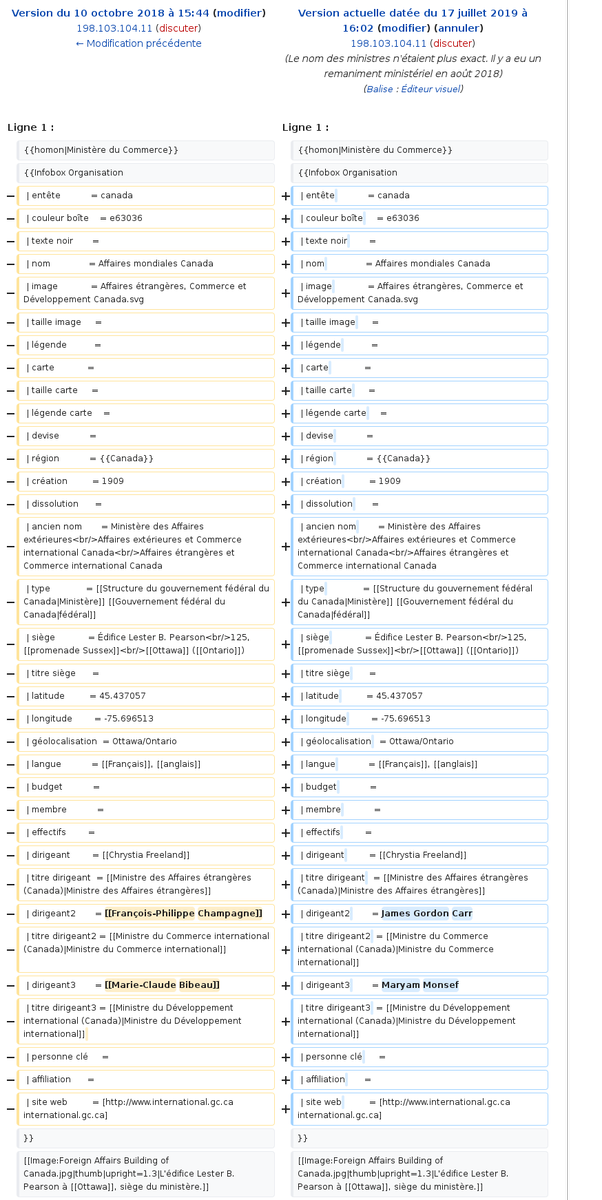 Version du 10 octobre 2018 à 15:44 (modifier)
198.103.104.11 (discuter)
← Modification précédente
Version actuelle datée du 17 juillet 2019 à
16:02 (modifier) (annuler)
198.103.104.11 (discuter)
(Le nom des ministres n'étaient plus exact. Il y a eu un
remaniment ministériel en août 2018)
(Balise : Éditeur visuel)
Ligne 1 :
{{homon|Ministère du Commerce}}
{{Infobox Organisation
− | entête = canada
− | couleur boîte = e63036
− | texte noir =
− | nom = Affaires mondiales Canada
− | image = Affaires étrangères, Commerce et
Développement Canada.svg
− | taille image =
− | légende =
− | carte =
− | taille carte =
− | légende carte =
− | devise =
− | région = {{Canada}}
− | création = 1909
− | dissolution =
− | ancien nom = Ministère des Affaires
extérieures<br/>Affaires extérieures et Commerce
international Canada<br/>Affaires étrangères et
Commerce international Canada
− | type = [[Structure du gouvernement fédéral du
Canada|Ministère]] [[Gouvernement fédéral du
Canada|fédéral]]
− | siège = Édifice Lester B. Pearson<br/>125,
[[promenade Sussex]]<br/>[[Ottawa]] ([[Ontario]])
− | titre siège =
− | latitude = 45.437057
− | longitude = -75.696513
− | géolocalisation = Ottawa/Ontario
− | langue = [[Français]], [[anglais]]
− | budget =
− | membre =
− | effectifs =
− | dirigeant = [[Chrystia Freeland]]
− | titre dirigeant = [[Ministre des Affaires étrangères
(Canada)|Ministre des Affaires étrangères]]
− | dirigeant2 = [[François-Philippe Champagne]]
− | titre dirigeant2 = [[Ministre du Commerce international
(Canada)|Ministre du Commerce international]]
− | dirigeant3 = [[Marie-Claude Bibeau]]
− | titre dirigeant3 = [[Ministre du Développement
international (Canada)|Ministre du Développement
international]]
− | personne clé =
− | affiliation =
− | site web = [http://www.international.gc.ca
international.gc.ca]
}}
[[Image:Foreign Affairs Building of
Canada.jpg|thumb|upright=1.3|L'édifice Lester B.
Pearson à [[Ottawa]], siège du ministère.]]
Ligne 1 :
{{homon|Ministère du Commerce}}
{{Infobox Organisation
+ | entête = canada
+ | couleur boîte = e63036
+ | texte noir =
+ | nom = Affaires mondiales Canada
+ | image = Affaires étrangères, Commerce et
Développement Canada.svg
+ | taille image =
+ | légende =
+ | carte =
+ | taille carte =
+ | légende carte =
+ | devise =
+ | région = {{Canada}}
+ | création = 1909
+ | dissolution =
+ | ancien nom = Ministère des Affaires
extérieures<br/>Affaires extérieures et Commerce
international Canada<br/>Affaires étrangères et
Commerce international Canada
+ | type = [[Structure du gouvernement fédéral
du Canada|Ministère]] [[Gouvernement fédéral du
Canada|fédéral]]
+ | siège = Édifice Lester B. Pearson<br/>125,
[[promenade Sussex]]<br/>[[Ottawa]] ([[Ontario]])
+ | titre siège =
+ | latitude = 45.437057
+ | longitude = -75.696513
+ | géolocalisation = Ottawa/Ontario
+ | langue = [[Français]], [[anglais]]
+ | budget =
+ | membre =
+ | effectifs =
+ | dirigeant = [[Chrystia Freeland]]
+ | titre dirigeant = [[Ministre des Affaires étrangères
(Canada)|Ministre des Affaires étrangères]]
+ | dirigeant2 = James Gordon Carr
+ | titre dirigeant2 = [[Ministre du Commerce
international (Canada)|Ministre du Commerce
international]]
+ | dirigeant3 = Maryam Monsef
+ | titre dirigeant3 = [[Ministre du Développement
international (Canada)|Ministre du Développement
international]]
+ | personne clé =
+ | affiliation =
+ | site web = [http://www.international.gc.ca
international.gc.ca]
}}
[[Image:Foreign Affairs Building of
Canada.jpg|thumb|upright=1.3|L'édifice Lester B.
Pearson à [[Ottawa]], siège du ministère.]]